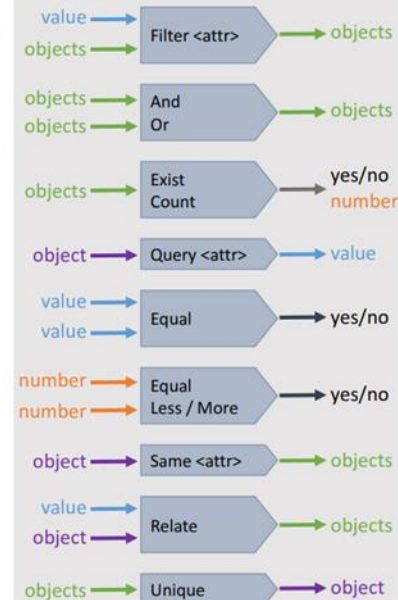 value
Filter <attr>
objects
objects
objects
And
objects
objects
Or
objects
Exist
Count
yes/no
number
object
Query <attr>
value
value
value
Equal
yes/no
number
number
Equal
Less / More
yes/no
object
Same <attr>
objects
value
object
Relate
objects
objects
Unique
object